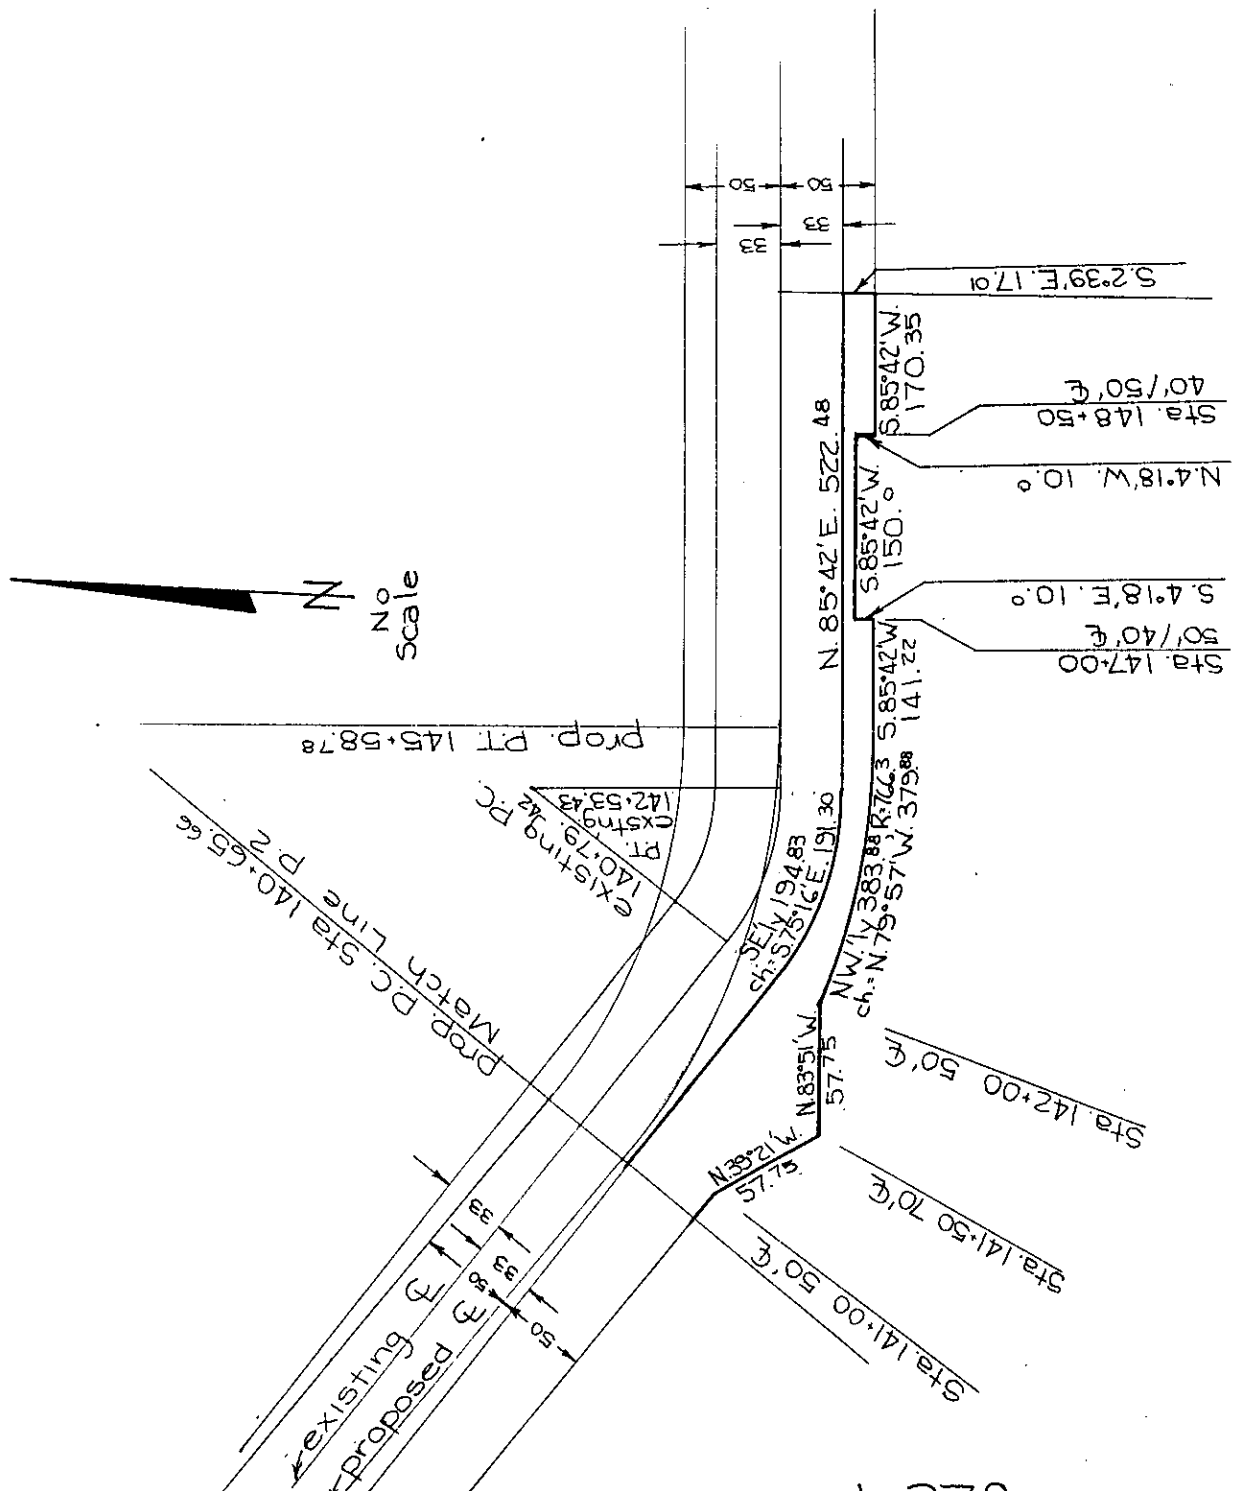 50
50
33
33
S.2°39'E. 17.01
S.85°42'W.
170.35
Sta. 148+50
40'/50' ℄
N.4°18'W. 10.0
N. 85°42'E. 522.48
S.85°42'W.
150.0
S.4°18'E. 10.0
Sta. 147+00
50'/40' ℄
S.85°42'W
141.22
N
No
Scale
prop. P.T. 145+58.78
existing P.C.
140+79.42
P.T.
exstng.
142+53.43
prop. P.C. Sta 140+65.66
Match Line p.2
SE'ly 194.83
ch.=S.75°16'E. 191.30
NW.'ly 383.88 R=766.3
ch.=N.79°57'W. 379.88
N.83°51'W.
57.75
N.39°21'W.
57.75
Sta. 142+00 50'℄
Sta. 141+50 70'℄
Sta. 141+00 50'℄
33
33
50
50
existing ℄
proposed ℄